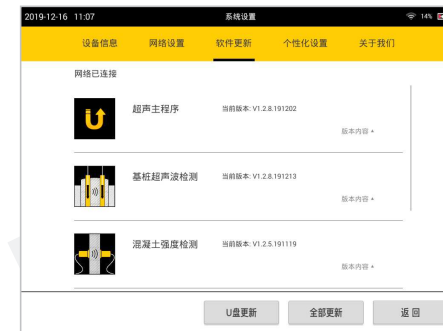 2019-12-16 11:07 系统设置 14%
设备信息 网络设置 软件更新 个性化设置 关于我们
网络已连接
超声主程序 当前版本: V1.2.8.191202
版本内容
基桩超声波检测 当前版本: V1.2.8.191213
版本内容
混凝土强度检测 当前版本: V1.2.5.191119
版本内容
U盘更新 全部更新 返 回